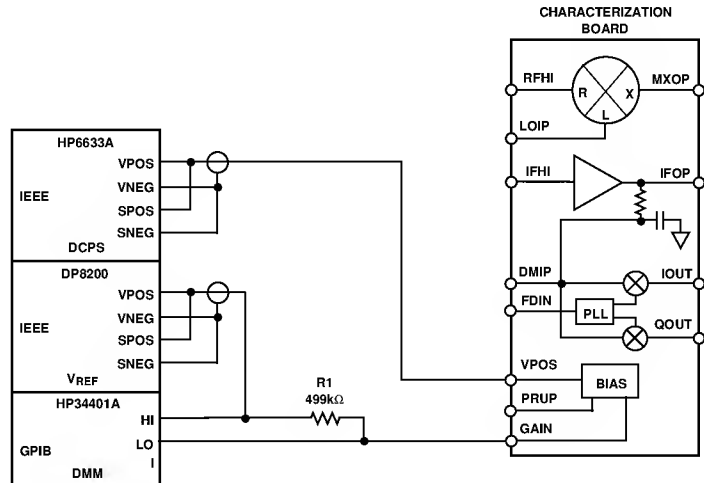 CHARACTERIZATION
BOARD
RFHI
R
X
L
MXOP
LOIP
IFHI
IFOP
DMIP
IOUT
FDIN
PLL
QOUT
VPOS
BIAS
PRUP
GAIN
HP6633A
VPOS
IEEE
VNEG
SPOS
SNEG
DCPS
DP8200
VPOS
IEEE
VNEG
SPOS
SNEG
VREF
HP34401A
HI
GPIB
LO
I
DMM
R1
499kΩ